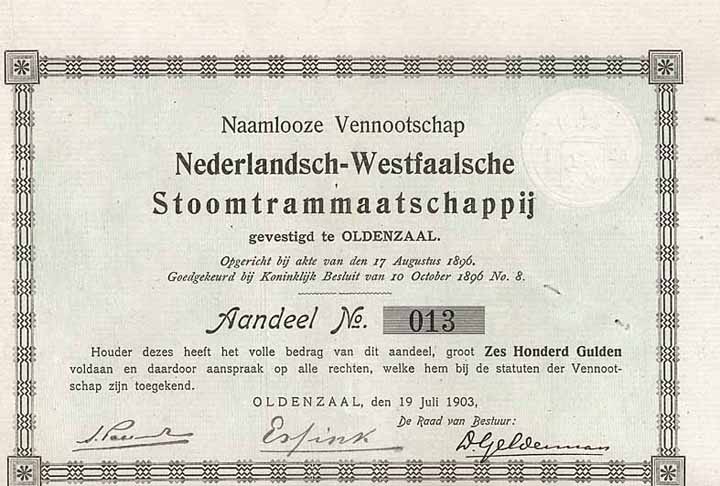 Naamlooze Vennootschap
Nederlandsch-Westfaalsche
Stoomtrammaatschappij
gevestigd te OLDENZAAL.
Opgericht bij akte van den 17 Augustus 1896.
Goedgekeurd bij Koninklijk Besluit van 10 October 1896 No. 8.
Aandeel No. 013
Houder dezes heeft het volle bedrag van dit aandeel, groot Zes Honderd Gulden
voldaan en daardoor aanspraak op alle rechten, welke hem bij de statuten der Vennoot-
schap zijn toegekend.
OLDENZAAL, den 19 Juli 1903,
De Raad van Bestuur:
D. Gelderman